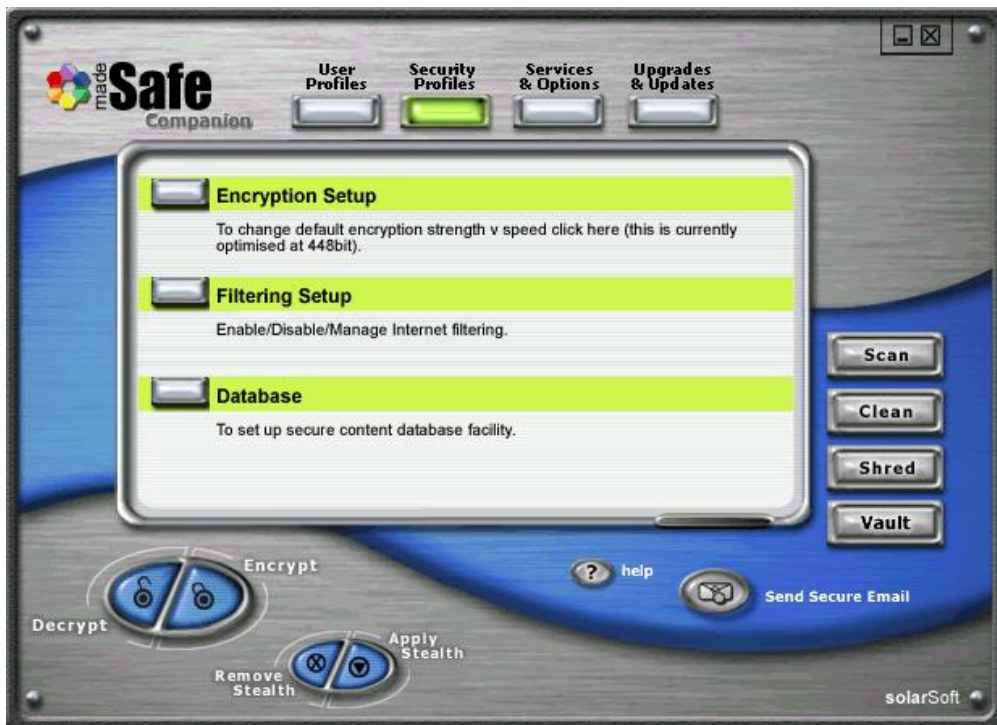 made
Safe
Companion
User
Profiles
Security
Profiles
Services
& Options
Upgrades
& Updates
Encryption Setup
To change default encryption strength v speed click here (this is currently
optimised at 448bit).
Filtering Setup
Enable/Disable/Manage Internet filtering.
Database
To set up secure content database facility.
Scan
Clean
Shred
Vault
Encrypt
Decrypt
? help
Send Secure Email
Apply
Stealth
Remove
Stealth
solarSoft